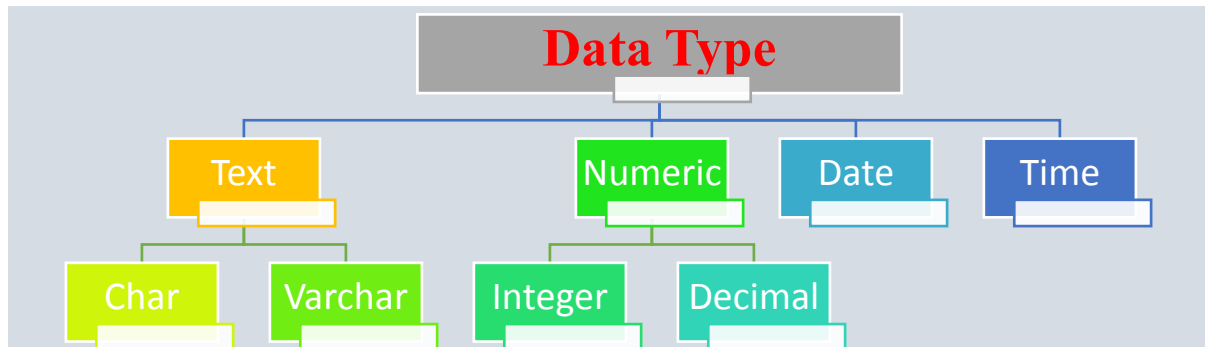 Data Type
Text
Numeric
Date
Time
Char
Varchar
Integer
Decimal